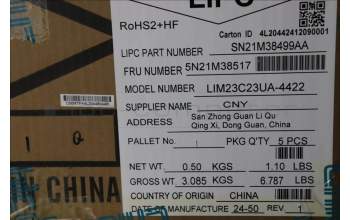 LIPC
RoHS2+HF
Carton ID 4L20442412090001
LIPC PART NUMBER SN21M38499AA
FRU NUMBER 5N21M38517
MODEL NUMBER LIM23C23UA-4422
SUPPLIER NAME CNY
ADDRESS San Zhong Guan Li Qu
Qing Xi, Dong Guan, China
PALLET NO. PKG Q'TY 5 PCS
NET WT. 0.50 KGS 1.10 LBS
GROSS WT. 3.085 KGS 6.787 LBS
COUNTRY OF ORIGIN CHINA
DATE OF MANUFACTURE 24-50 REV. 1
CHINA